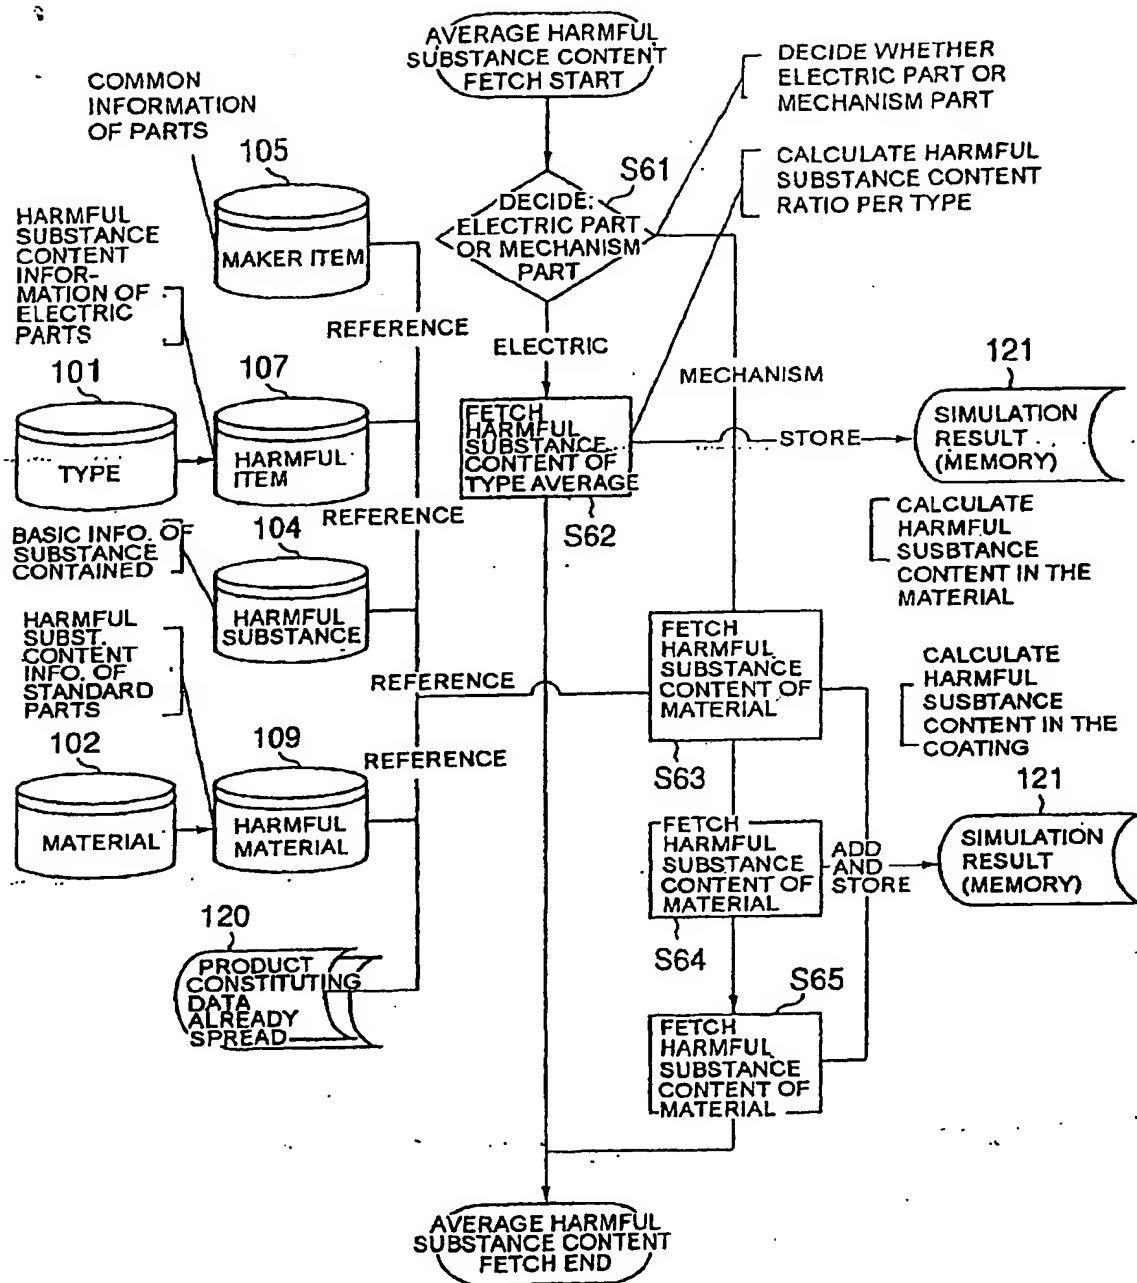 AVERAGE HARMFUL
SUBSTANCE CONTENT
FETCH START
DECIDE WHETHER
ELECTRIC PART OR
MECHANISM PART
COMMON
INFORMATION
OF PARTS
105
MAKER ITEM
S61
DECIDE:
ELECTRIC PART
OR MECHANISM
PART
CALCULATE HARMFUL
SUBSTANCE CONTENT
RATIO PER TYPE
HARMFUL
SUBSTANCE
CONTENT
INFOR-
MATION OF
ELECTRIC
PARTS
REFERENCE
ELECTRIC
MECHANISM
101
TYPE
107
HARMFUL
ITEM
FETCH
HARMFUL
SUBSTANCE
CONTENT OF
TYPE AVERAGE
S62
STORE
121
SIMULATION
RESULT
(MEMORY)
REFERENCE
BASIC INFO. OF
SUBSTANCE
CONTAINED
104
HARMFUL
SUBSTANCE
CALCULATE
HARMFUL
SUSBTANCE
CONTENT IN THE
MATERIAL
HARMFUL
SUBST.
CONTENT
INFO. OF
STANDARD
PARTS
REFERENCE
FETCH
HARMFUL
SUBSTANCE
CONTENT OF
MATERIAL
S63
CALCULATE
HARMFUL
SUSBTANCE
CONTENT IN THE
COATING
102
MATERIAL
109
HARMFUL
MATERIAL
REFERENCE
FETCH
HARMFUL
SUBSTANCE
CONTENT OF
MATERIAL
S64
ADD
AND
STORE
121
SIMULATION
RESULT
(MEMORY)
120
PRODUCT
CONSTITUTING
DATA
ALREADY
SPREAD
S65
FETCH
HARMFUL
SUBSTANCE
CONTENT OF
MATERIAL
AVERAGE HARMFUL
SUBSTANCE CONTENT
FETCH END